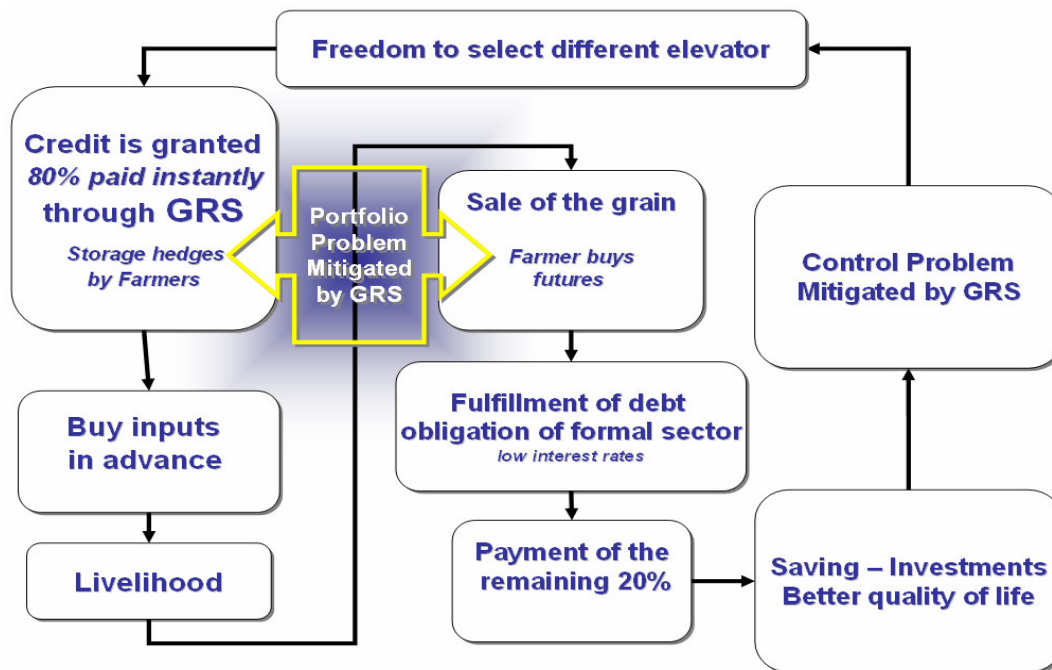 Freedom to select different elevator
Credit is granted
80% paid instantly
through GRS
Storage hedges
by Farmers
Buy inputs
in advance
Livelihood
Portfolio
Problem
Mitigated
by GRS
Sale of the grain
Farmer buys
futures
Fulfillment of debt
obligation of formal sector
low interest rates
Payment of the
remaining 20%
Saving – Investments
Better quality of life
Control Problem
Mitigated by GRS